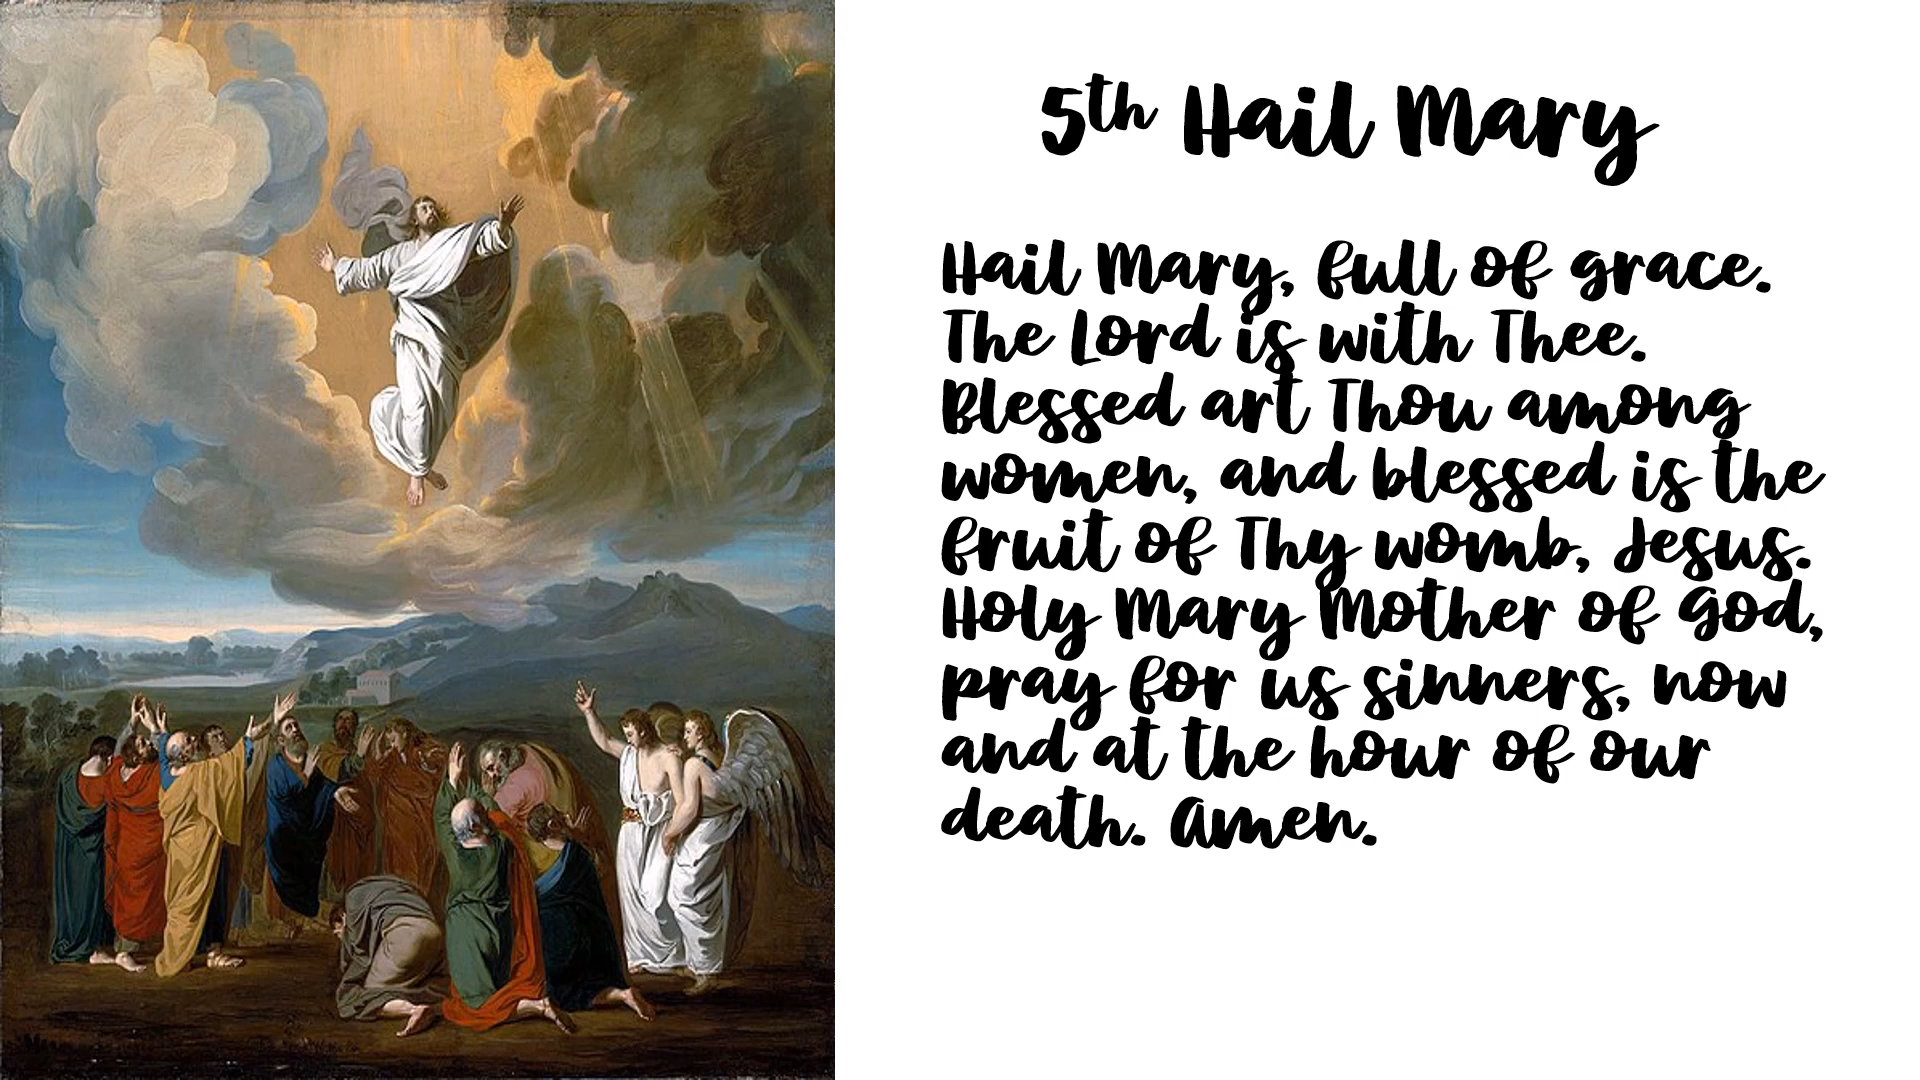 5th Hail Mary
Hail Mary, full of grace.
The Lord is with Thee.
Blessed art Thou among
women, and blessed is the
fruit of Thy womb, Jesus.
Holy Mary Mother of God,
pray for us sinners, now
and at the hour of our
death. Amen.